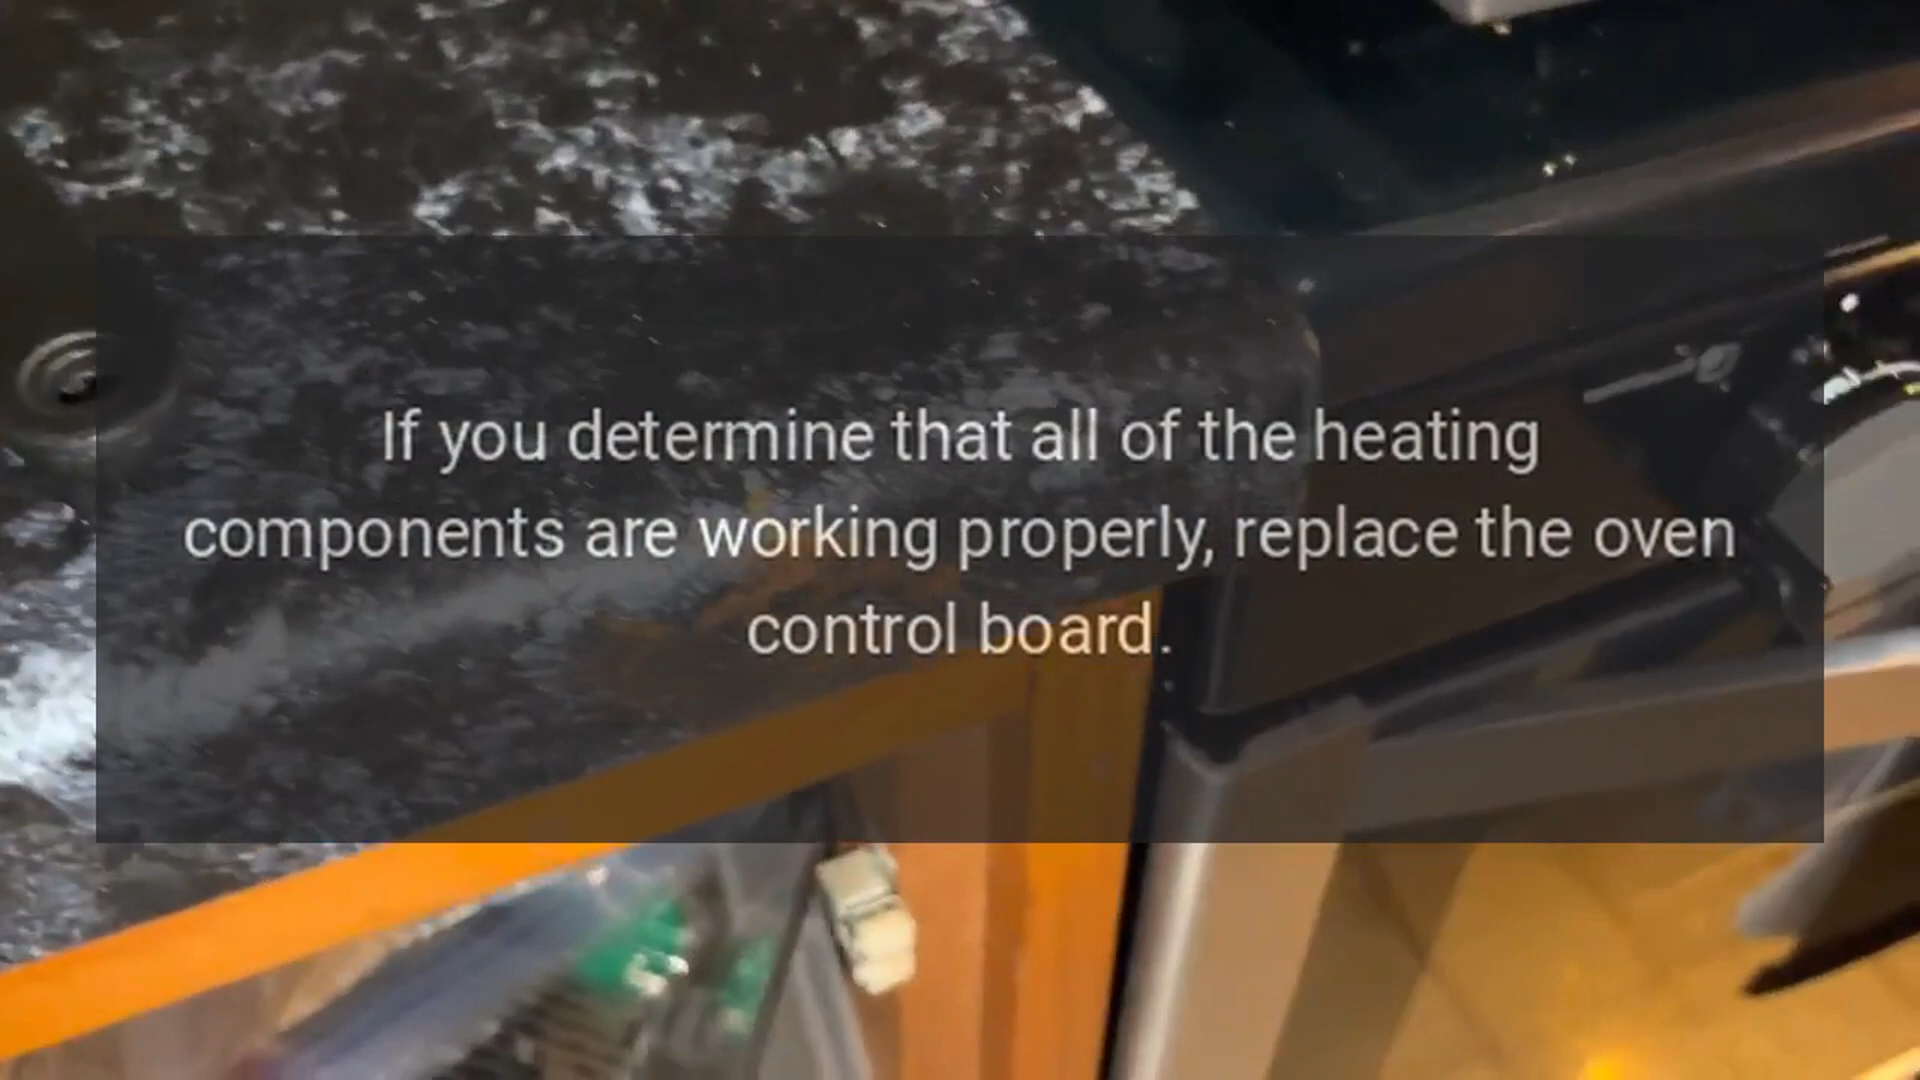 If you determine that all of the heating
components are working properly, replace the oven
control board.